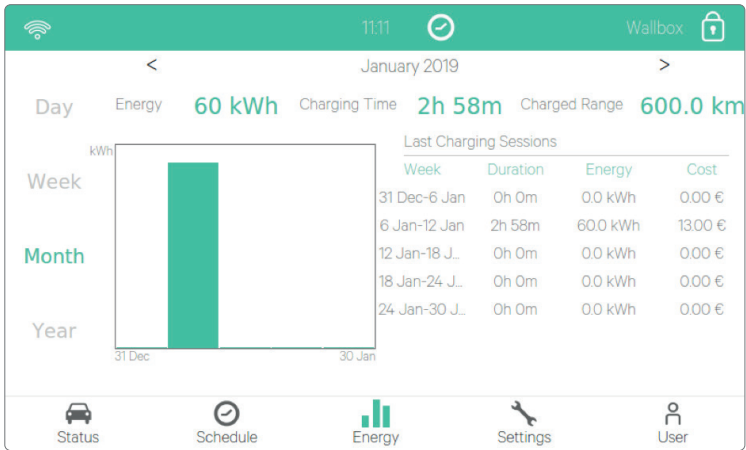 11:11 Wallbox
< January 2019 >
Day Energy 60 kWh Charging Time 2h 58m Charged Range 600.0 km
Last Charging Sessions
kWh
Week Week Duration Energy Cost
31 Dec-6 Jan 0h 0m 0.0 kWh 0.00 €
6 Jan-12 Jan 2h 58m 60.0 kWh 13.00 €
Month 12 Jan-18 J... 0h 0m 0.0 kWh 0.00 €
18 Jan-24 J... 0h 0m 0.0 kWh 0.00 €
24 Jan-30 J... 0h 0m 0.0 kWh 0.00 €
Year
31 Dec 30 Jan
Status Schedule Energy Settings User